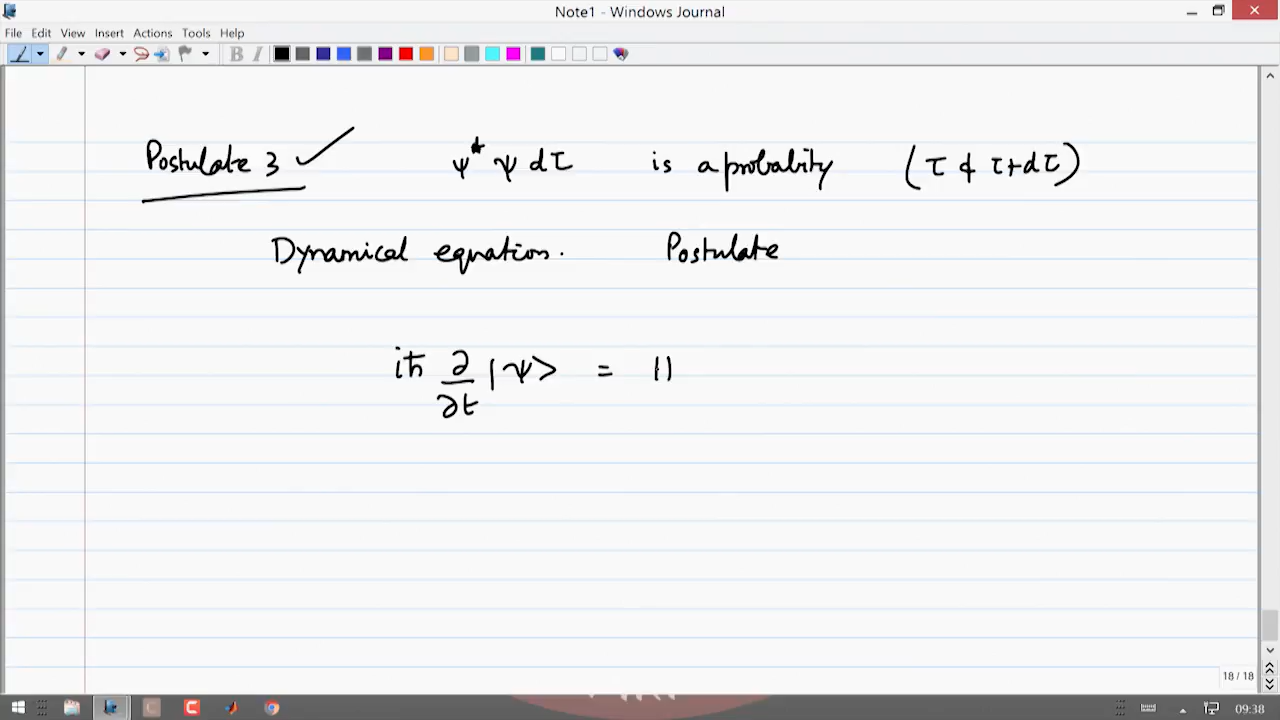 Note1 - Windows Journal
File Edit View Insert Actions Tools Help
B I
Postulate 3 ✓ ψ* ψ dτ is a probabity (τ & τ+dτ)
Dynamical equation. Postulate
iħ ∂/∂t |ψ> = ||
18 / 18
09:38